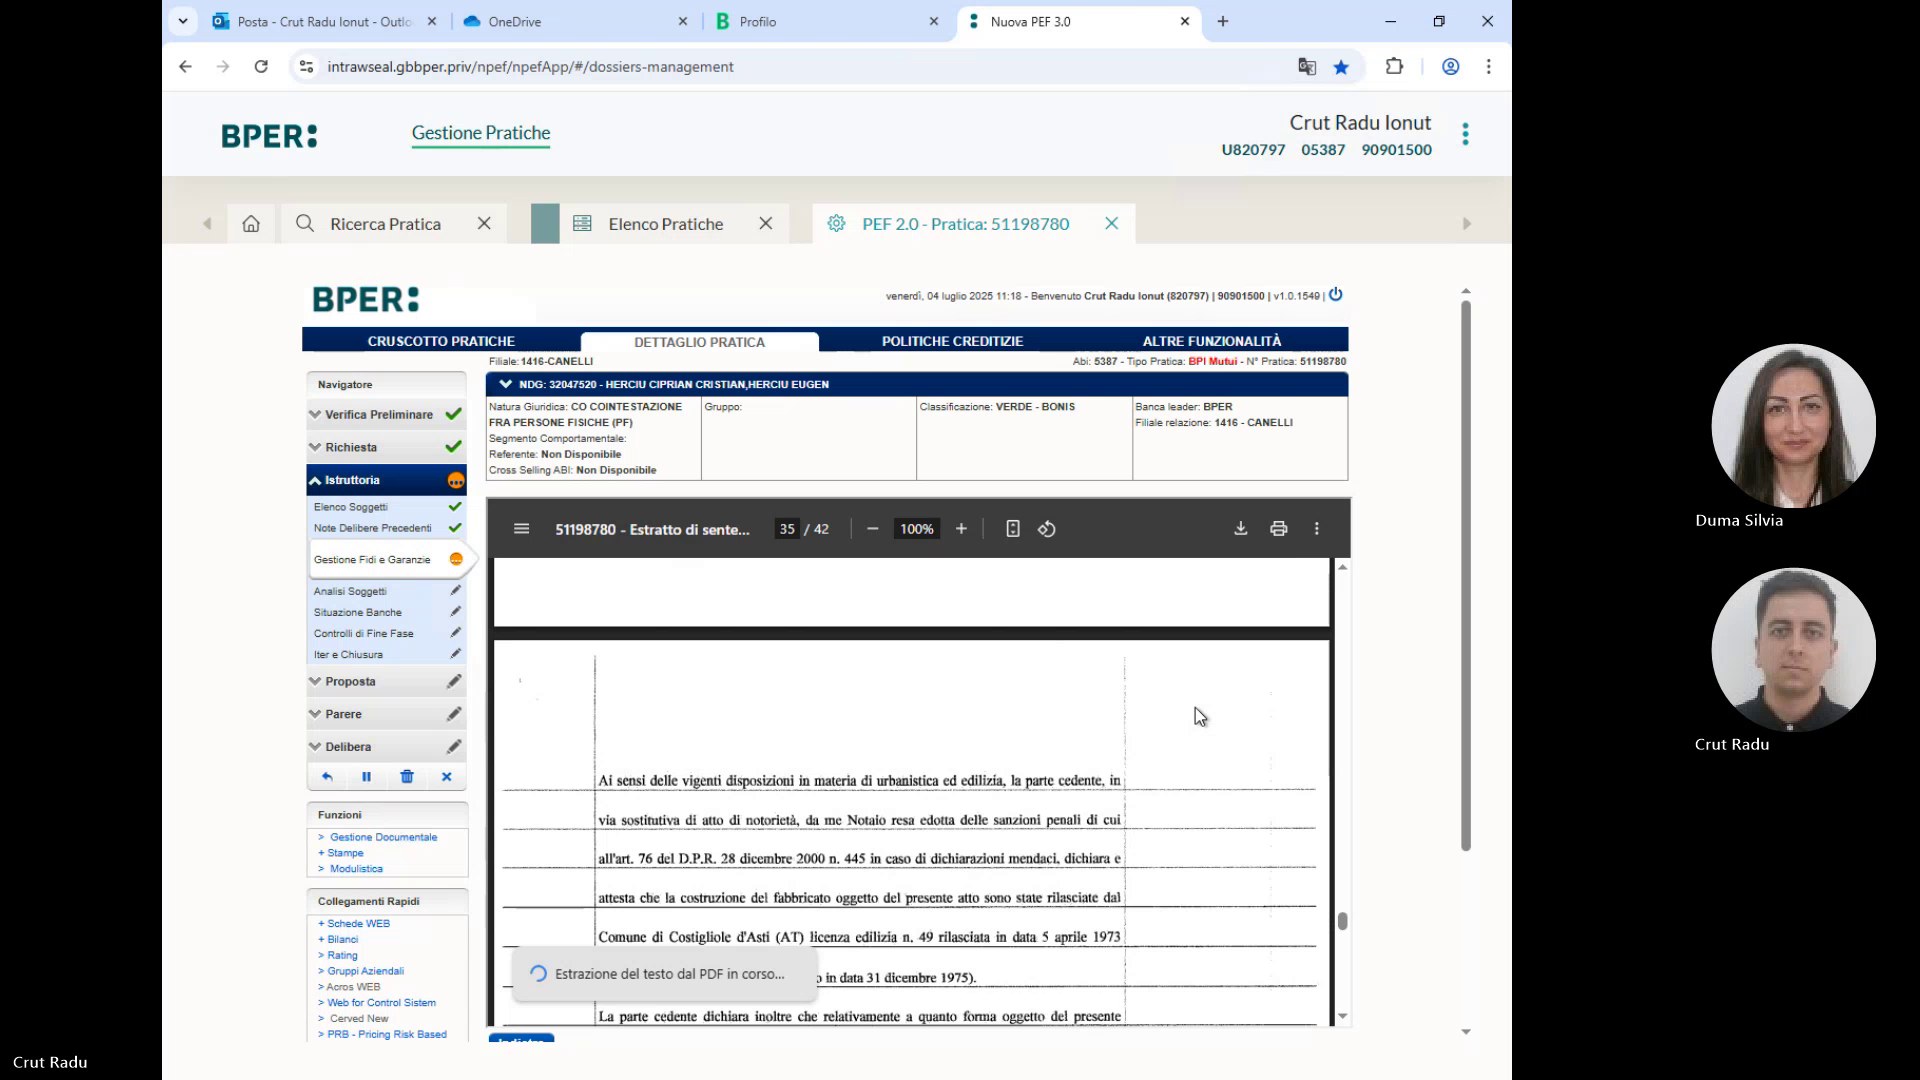 Posta - Crut Radu Ionut - Outlo
OneDrive
Profilo
Nuova PEF 3.0
intrawseal.gbbper.priv/npef/npefApp/#/dossiers-management
BPER:
Gestione Pratiche
Crut Radu Ionut
U820797 05387 90901500
Ricerca Pratica
Elenco Pratiche
PEF 2.0 - Pratica: 51198780
BPER:
venerdì, 04 luglio 2025 11:18 - Benvenuto Crut Radu Ionut (820797) | 90901500 | v1.0.1549 |
CRUSCOTTO PRATICHE
DETTAGLIO PRATICA
POLITICHE CREDITIZIE
ALTRE FUNZIONALITÀ
Filiale: 1416-CANELLI
Abi: 5387 - Tipo Pratica: BPI Mutui - N° Pratica: 51198780
NDG: 32047520 - HERCIU CIPRIAN CRISTIAN,HERCIU EUGEN
Natura Giuridica: CO COINTESTAZIONE
FRA PERSONE FISICHE (PF)
Segmento Comportamentale:
Referente: Non Disponibile
Cross Selling ABI: Non Disponibile
Gruppo:
Classificazione: VERDE - BONIS
Banca leader: BPER
Filiale relazione: 1416 - CANELLI
Navigatore
Verifica Preliminare
Richiesta
Istruttoria
Elenco Soggetti
Note Delibere Precedenti
Gestione Fidi e Garanzie
Analisi Soggetti
Situazione Banche
Controlli di Fine Fase
Iter e Chiusura
Proposta
Parere
Delibera
Funzioni
> Gestione Documentale
+ Stampe
> Modulistica
Collegamenti Rapidi
+ Schede WEB
+ Bilanci
> Rating
> Gruppi Aziendali
> Acros WEB
> Web for Control Sistem
> Cerved New
> PRB - Pricing Risk Based
51198780 - Estratto di sente...
35 / 42
100%
Ai sensi delle vigenti disposizioni in materia di urbanistica ed edilizia, la parte cedente, in
via sostitutiva di atto di notorietà, da me Notaio resa edotta delle sanzioni penali di cui
all'art. 76 del D.P.R. 28 dicembre 2000 n. 445 in caso di dichiarazioni mendaci, dichiara e
attesta che la costruzione del fabbricato oggetto del presente atto sono state rilasciate dal
Comune di Costigliole d'Asti (AT) licenza edilizia n. 49 rilasciata in data 5 aprile 1973
in data 31 dicembre 1975).
La parte cedente dichiara inoltre che relativamente a quanto forma oggetto del presente
Estrazione del testo dal PDF in corso...
Indietro
Duma Silvia
Crut Radu
Crut Radu